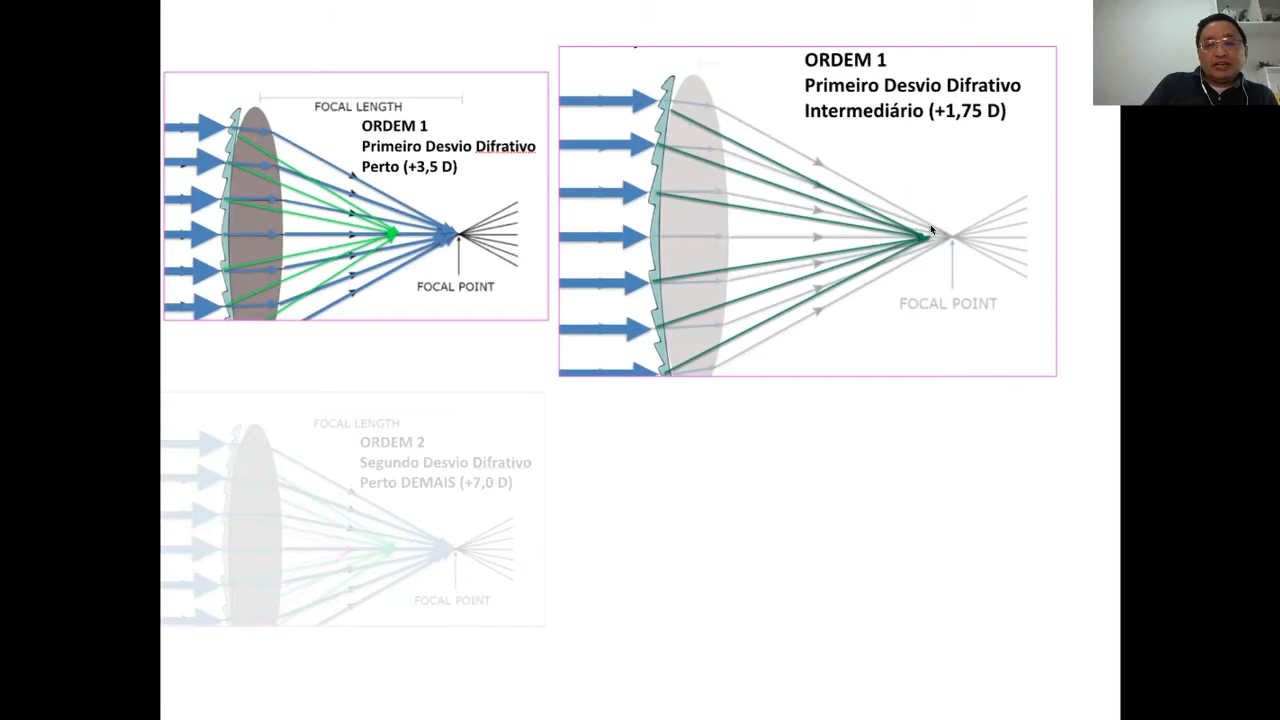 FOCAL LENGTH
ORDEM 1
Primeiro Desvio Difrativo
Perto (+3,5 D)
FOCAL POINT
ORDEM 1
Primeiro Desvio Difrativo
Intermediário (+1,75 D)
FOCAL POINT
FOCAL LENGTH
ORDEM 2
Segundo Desvio Difrativo
Perto DEMAIS (+7,0 D)
FOCAL POINT